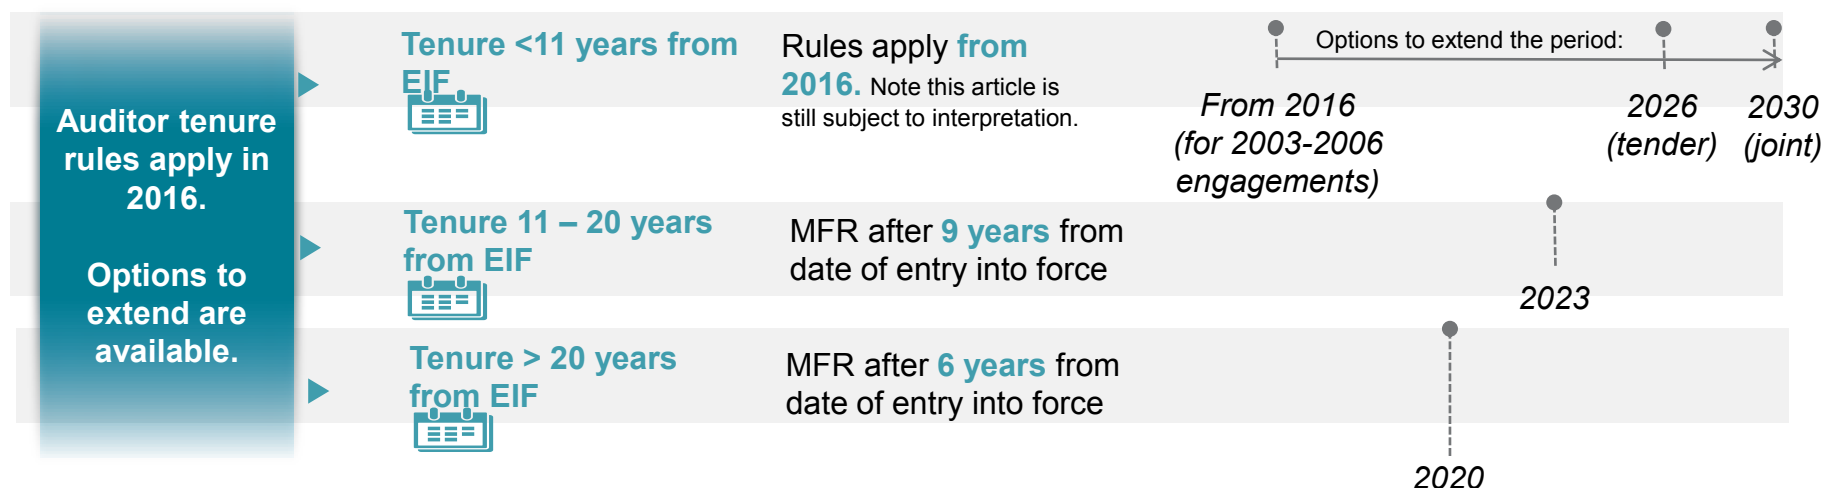 Auditor tenure
rules apply in
2016.
Options to
extend are
available.
Tenure <11 years from
EIF
Rules apply from
2016. Note this article is
still subject to interpretation.
Options to extend the period:
From 2016
(for 2003-2006
engagements)
2026
(tender)
2030
(joint)
Tenure 11 – 20 years
from EIF
MFR after 9 years from
date of entry into force
2023
Tenure > 20 years
from EIF
MFR after 6 years from
date of entry into force
2020